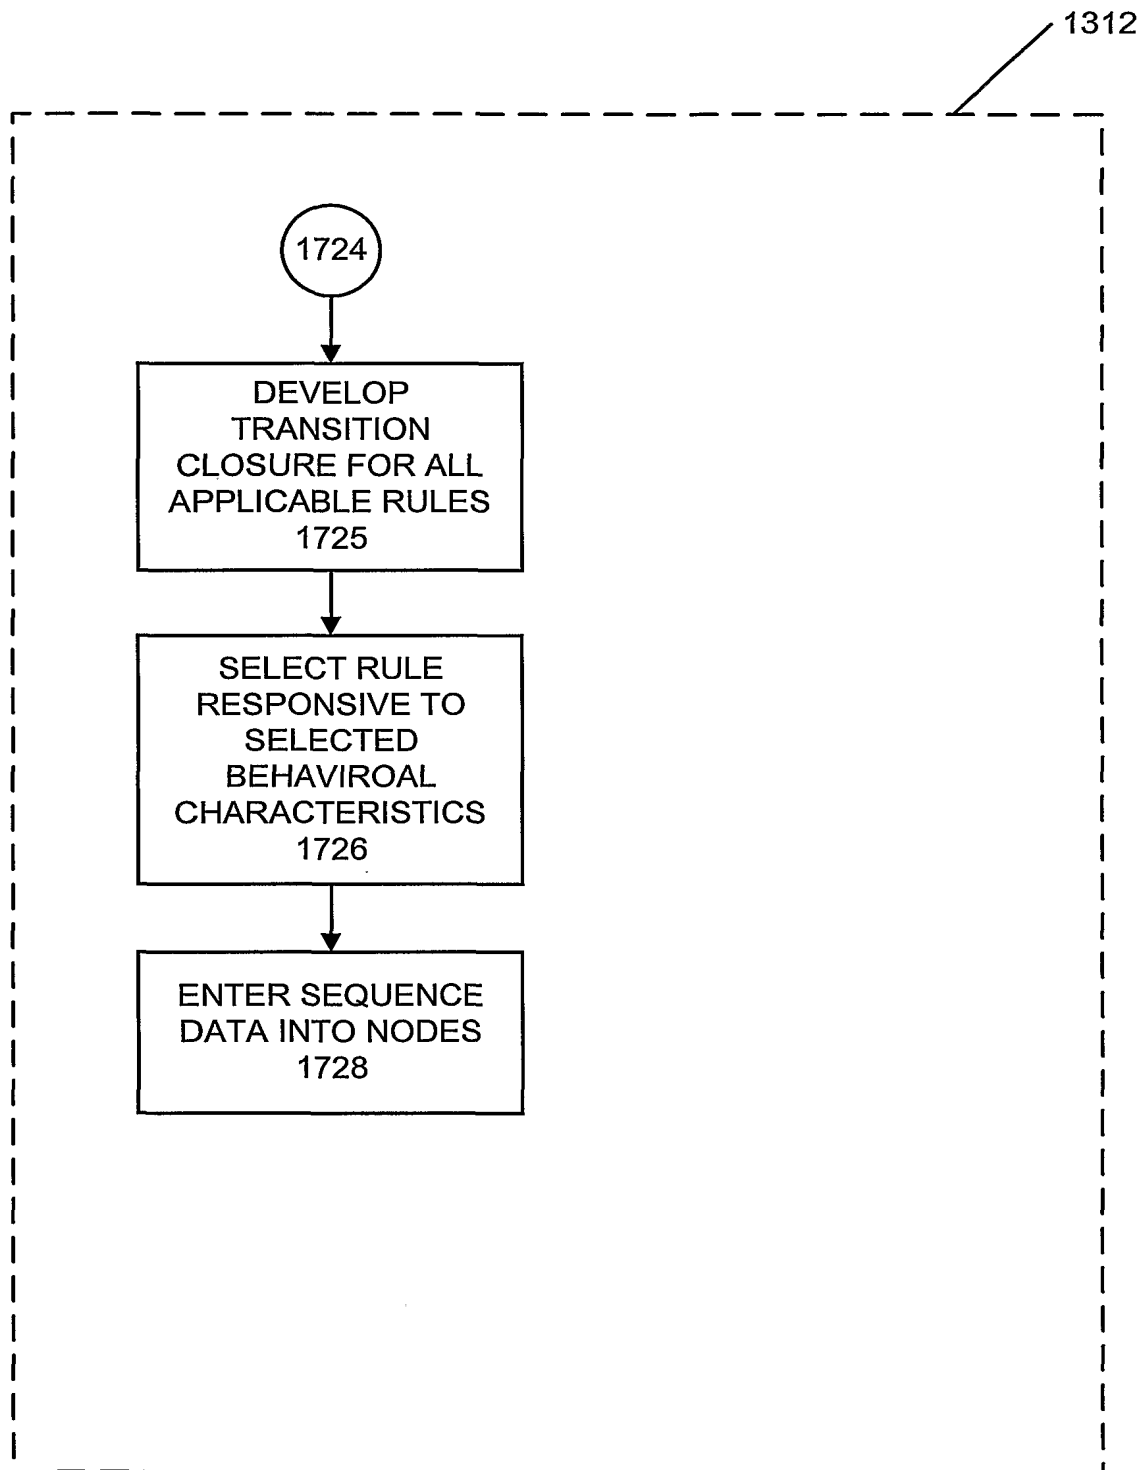 1312
1724
DEVELOP
TRANSITION
CLOSURE FOR ALL
APPLICABLE RULES
1725
SELECT RULE
RESPONSIVE TO
SELECTED
BEHAVIROAL
CHARACTERISTICS
1726
ENTER SEQUENCE
DATA INTO NODES
1728